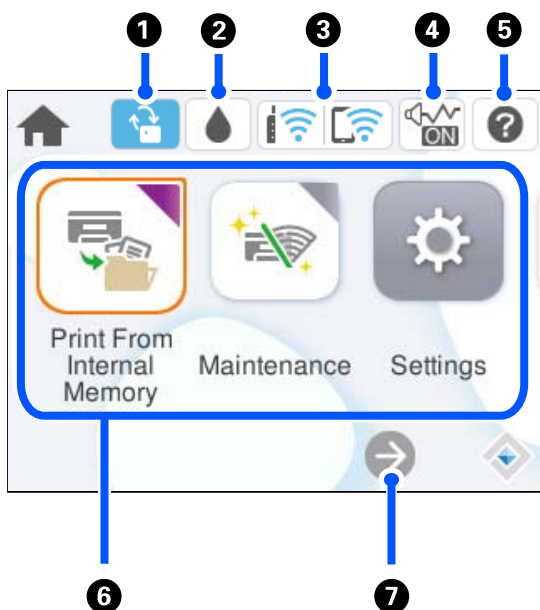 1 2 3 4 5
ON
?
Print From
Internal
Memory
Maintenance
Settings
6 7